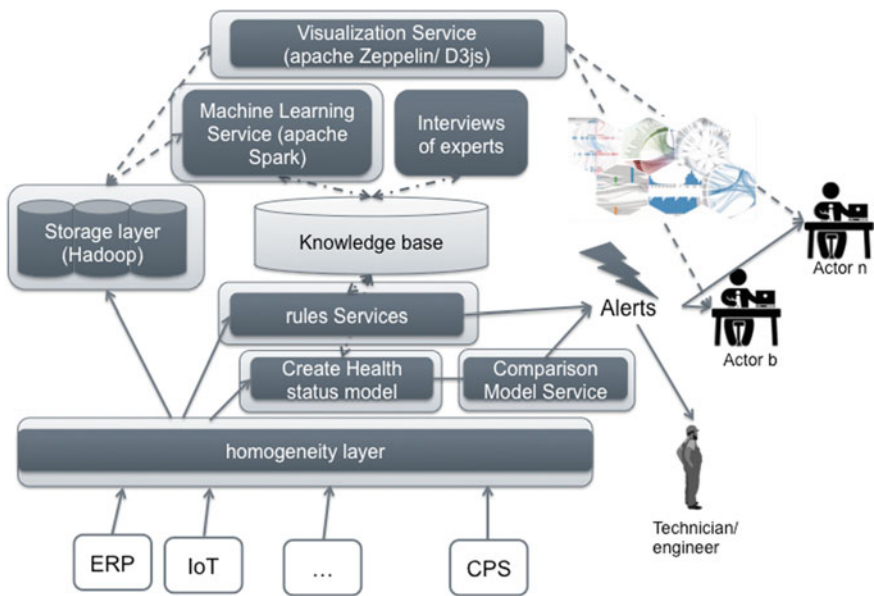 Visualization Service
(apache Zeppelin/ D3js)
Machine Learning
Service (apache
Spark)
Interviews
of experts
Storage layer
(Hadoop)
Knowledge base
Actor n
rules Services
Alerts
Actor b
Create Health
status model
Comparison
Model Service
homogeneity layer
Technician/
engineer
ERP
IoT
...
CPS